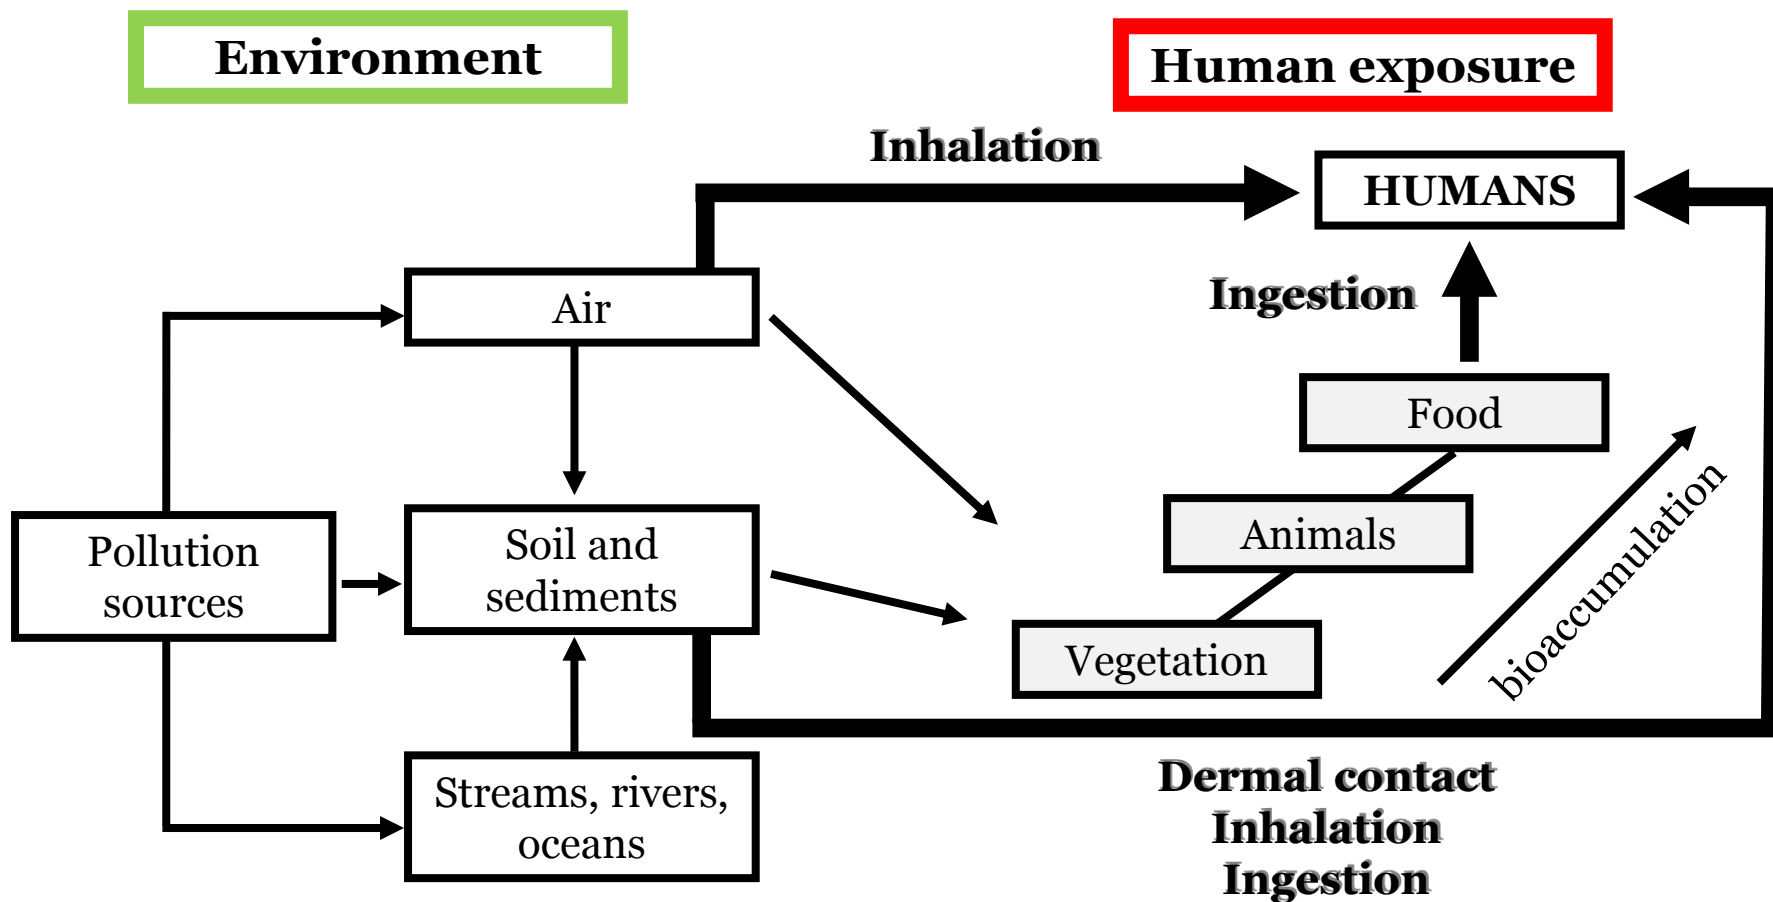 Environment
Human exposure
Inhalation
HUMANS
Air
Ingestion
Food
Pollution
sources
Soil and
sediments
Animals
Vegetation
bioaccumulation
Streams, rivers,
oceans
Dermal contact
Inhalation
Ingestion